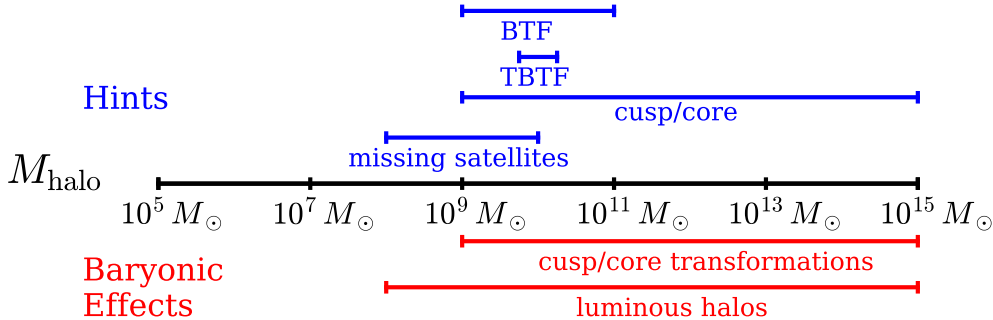 BTF
TBTF
Hints
cusp/core
missing satellites
M_halo
10^5 M_⊙ 10^7 M_⊙ 10^9 M_⊙ 10^11 M_⊙ 10^13 M_⊙ 10^15 M_⊙
cusp/core transformations
Baryonic
Effects
luminous halos